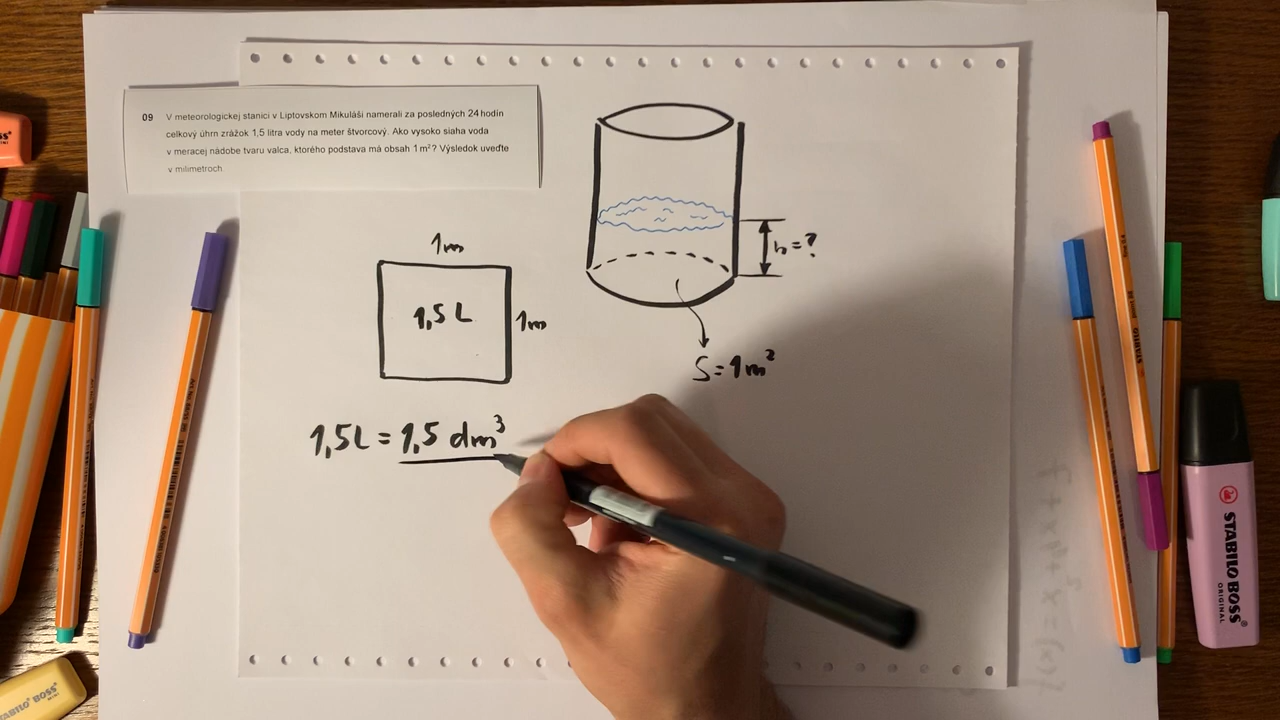 09 V meteorologickej stanici v Liptovskom Mikuláši namerali za posledných 24 hodín
celkový úhrn zrážok 1,5 litra vody na meter štvorcový. Ako vysoko siaha voda
v meracej nádobe tvaru valca, ktorého podstava má obsah 1 m²? Výsledok uveďte
v milimetroch
1m
1,5 L
1m
h=?
S=1m²
1,5L = 1,5 dm³
STABILO BOSS
ORIGINAL
STABILO BOSS